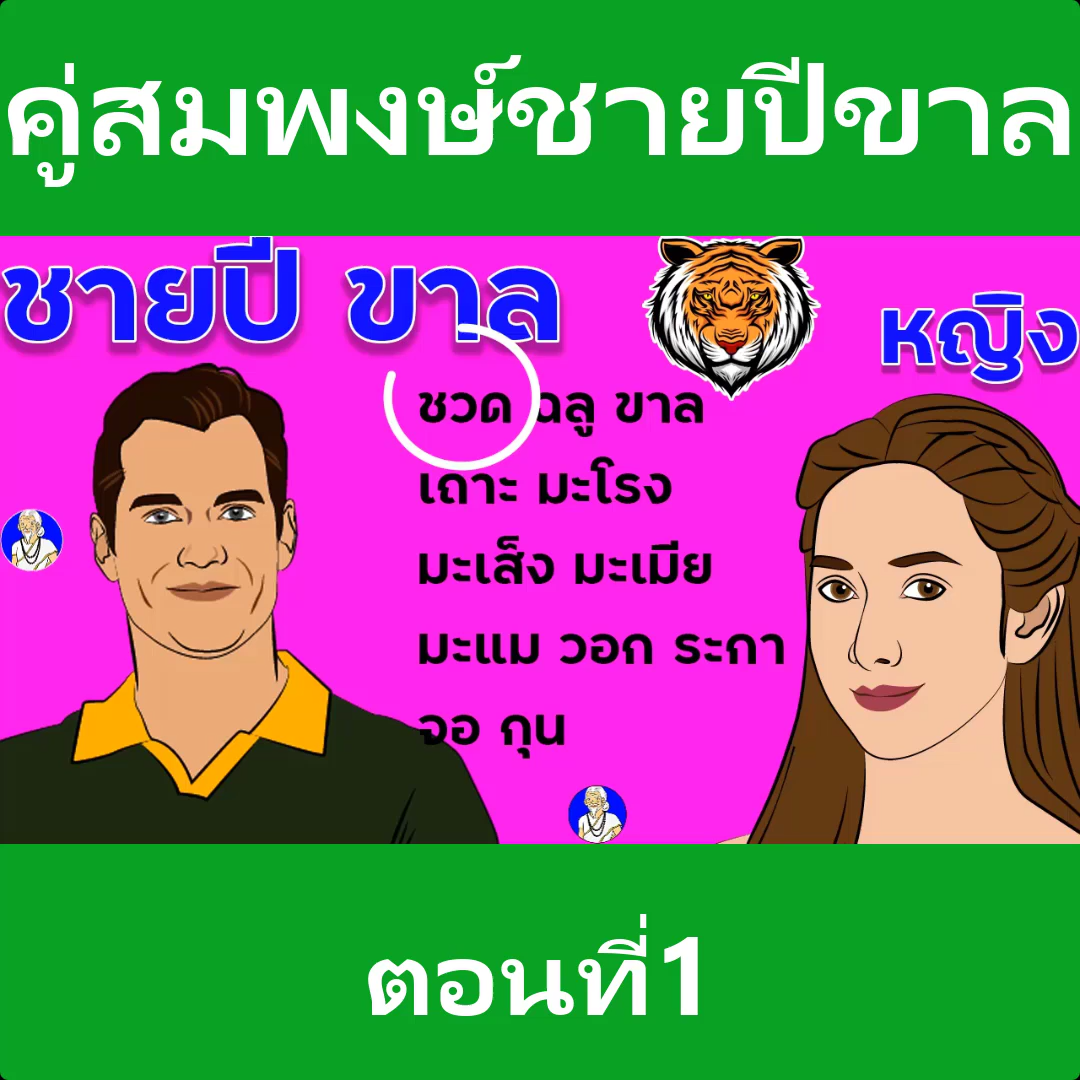 คู่สมพงษ์ชายปีขาล
ชายปี ขาล
หญิง
ชวด ฉลู ขาล
เถาะ มะโรง
มะเส็ง มะเมีย
มะแม วอก ระกา
จอ กุน
ตอนที่1